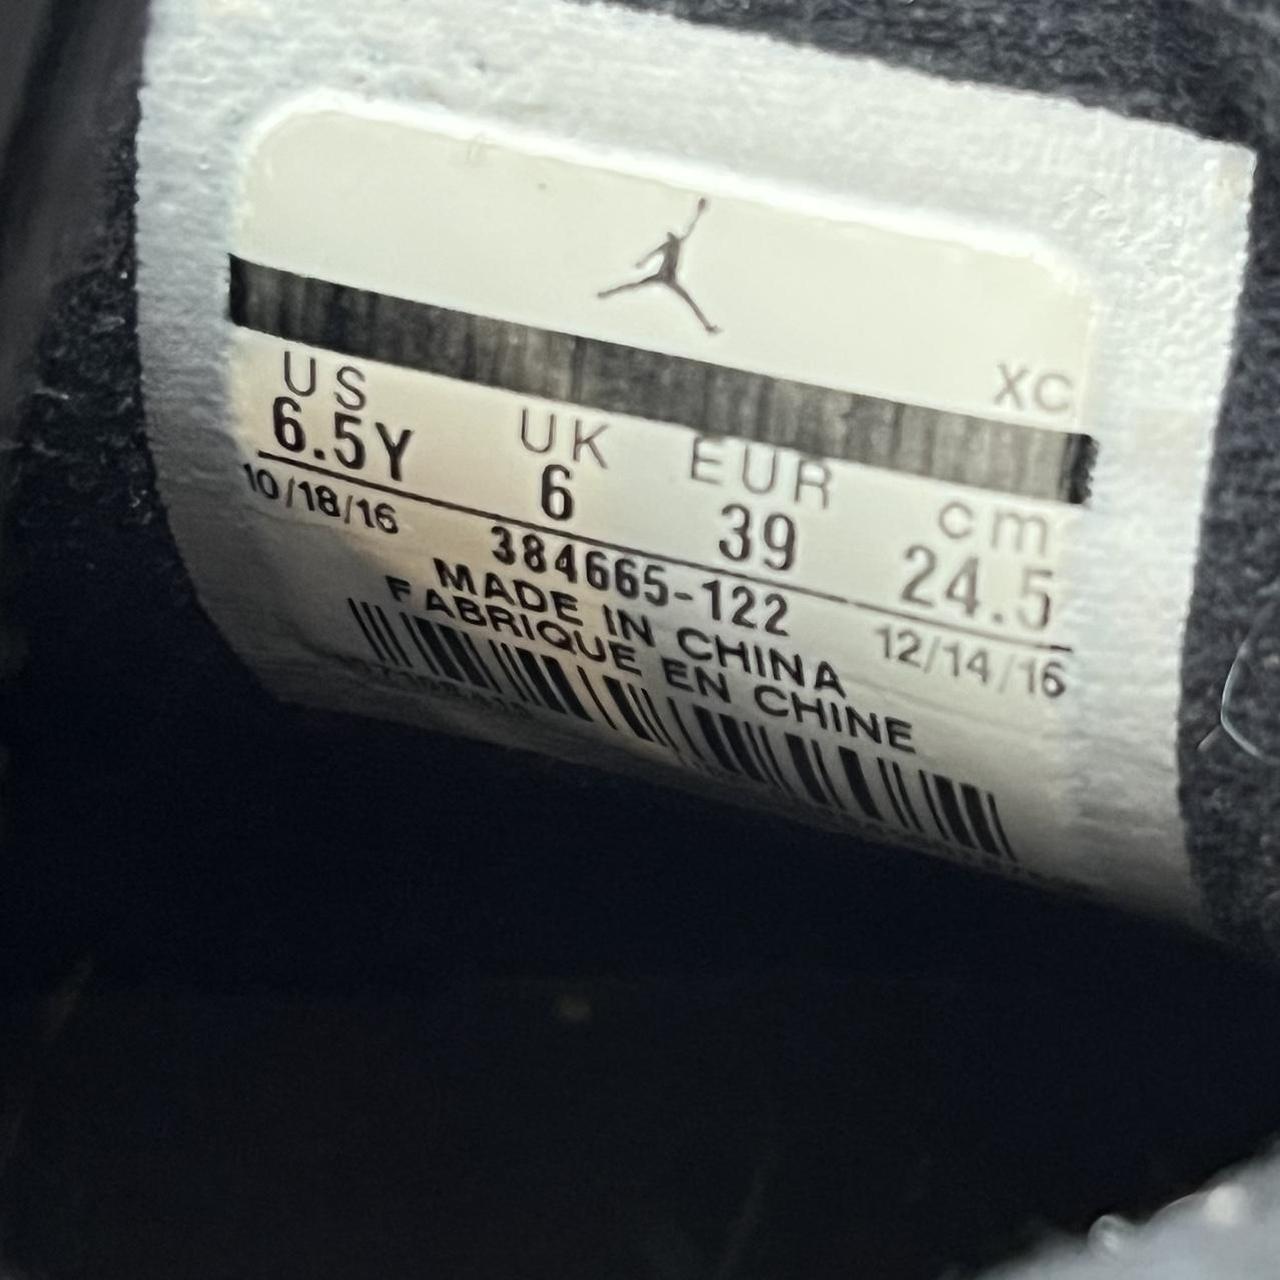 XC
US UK EUR cm
6.5Y 6 39 24.5
10/18/16 384665-122 12/14/16
MADE IN CHINA
FABRIQUE EN CHINE